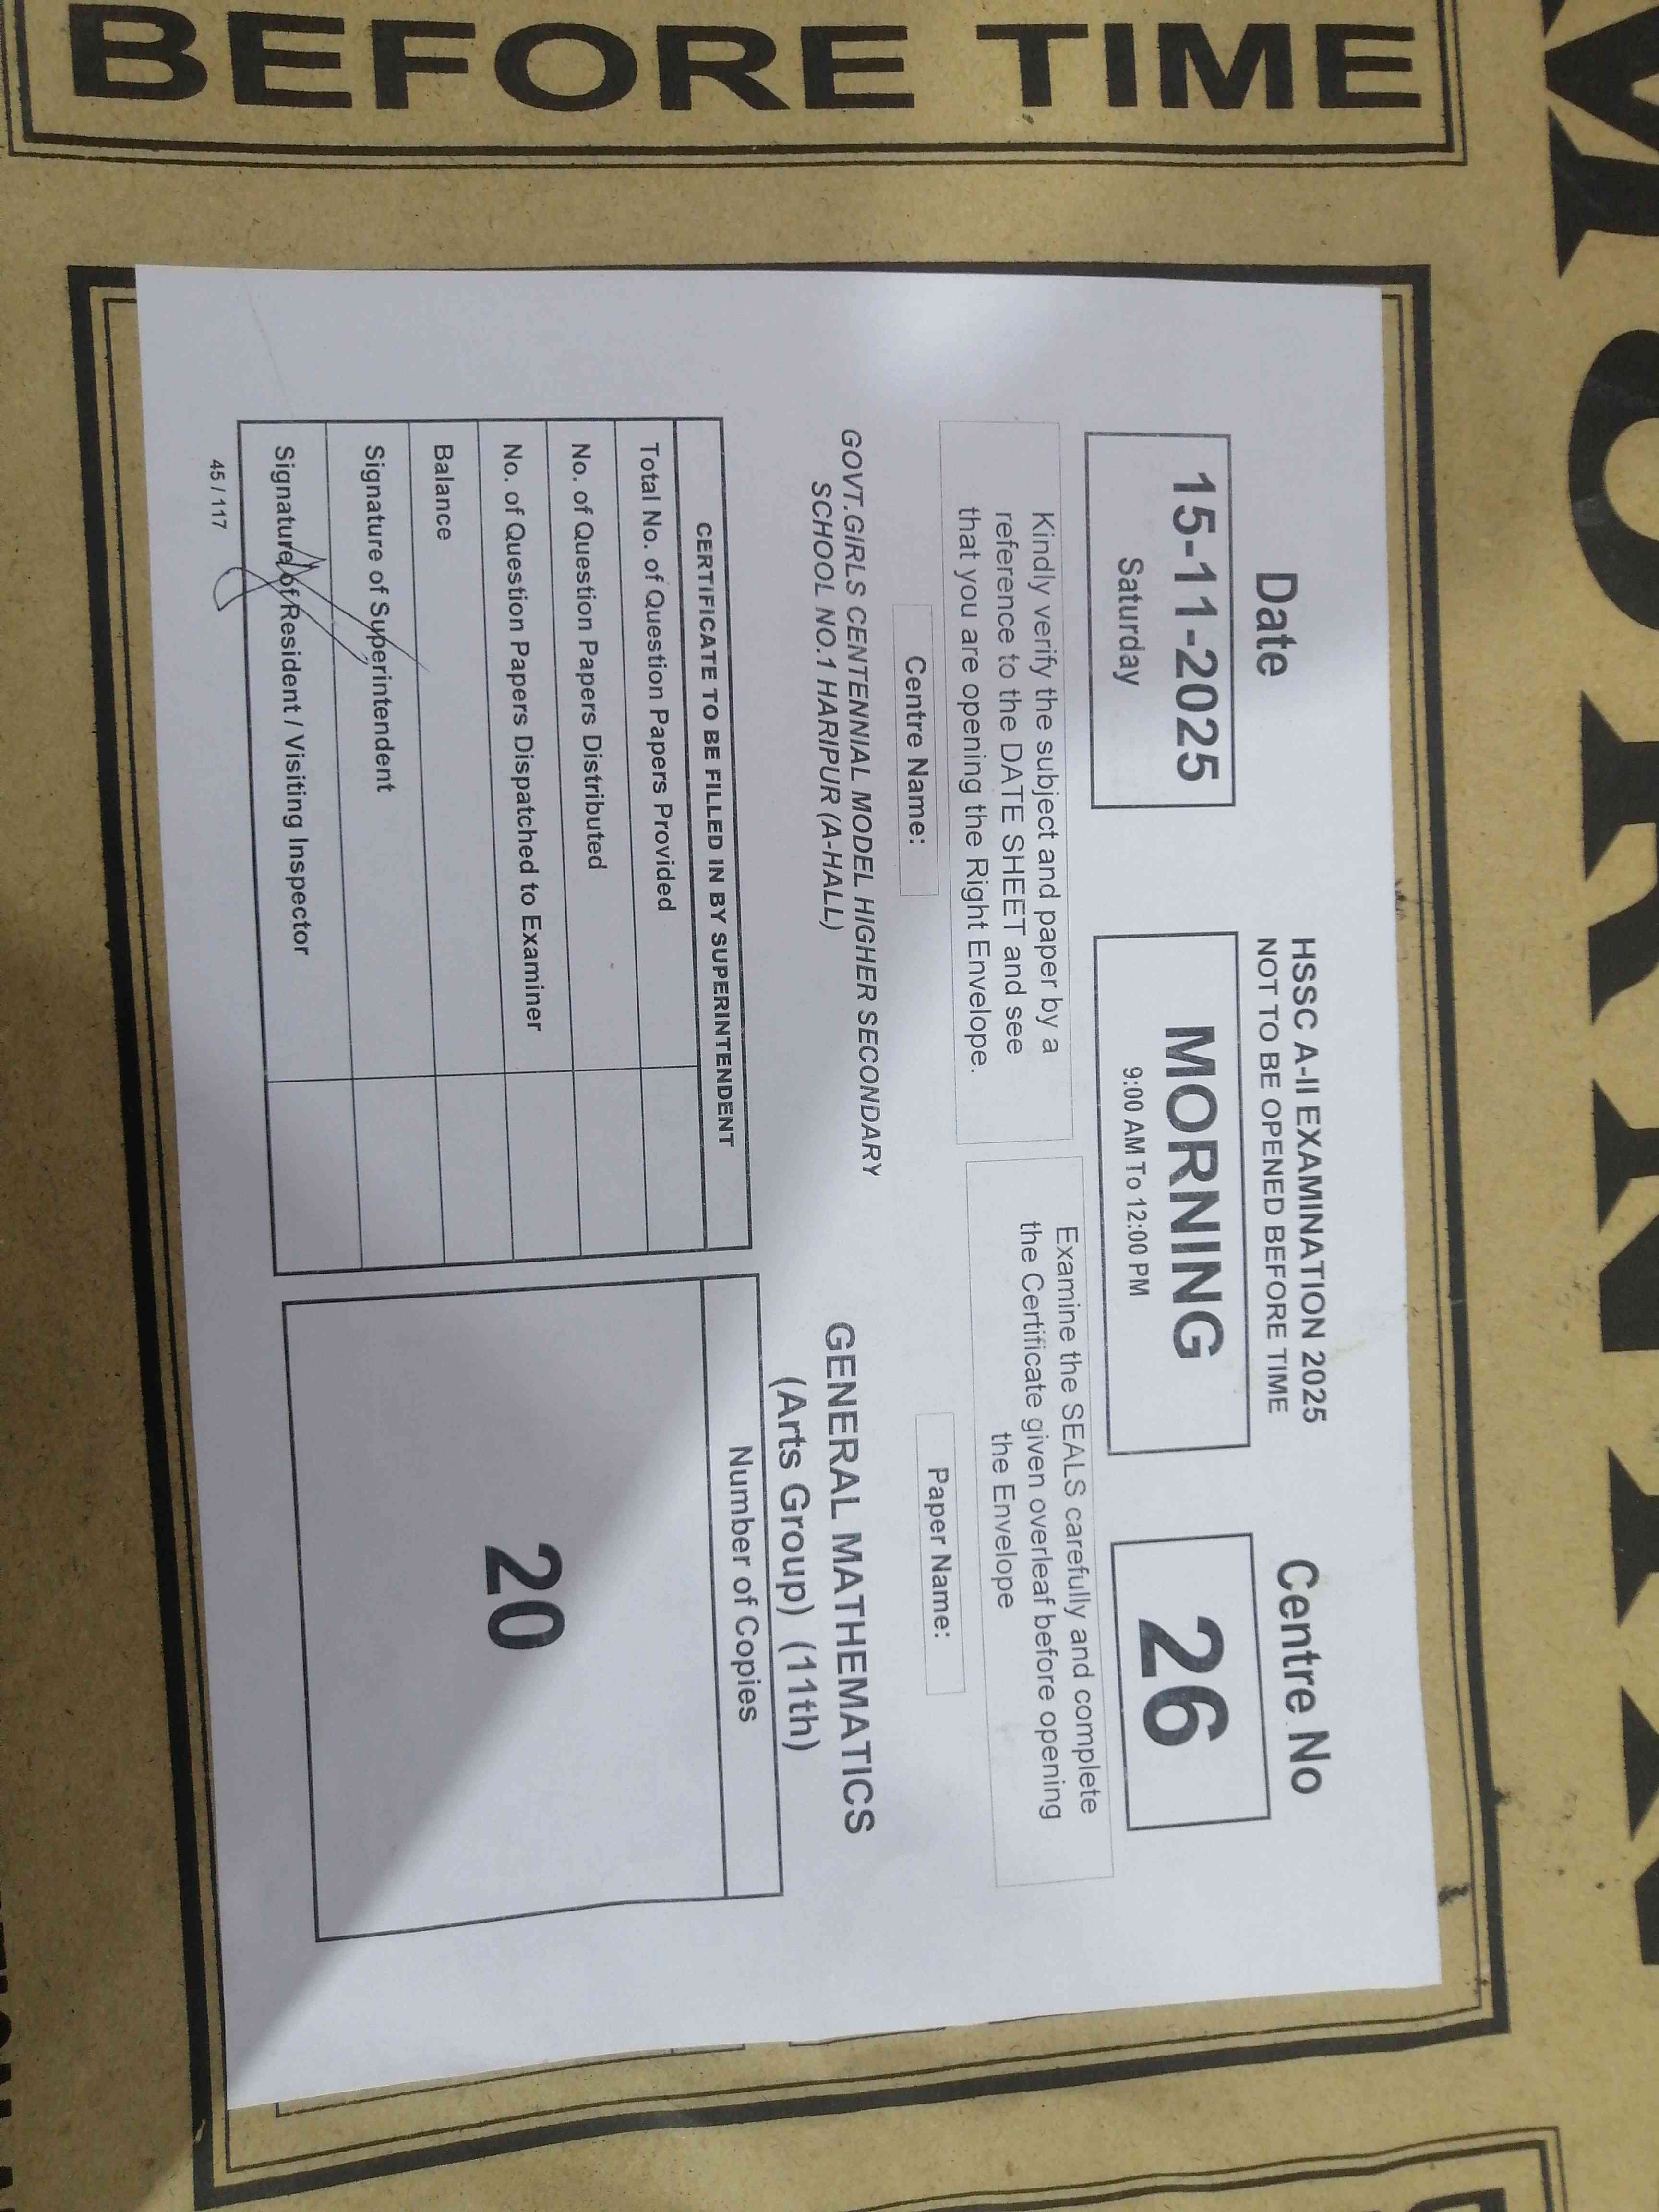 BEFORE TIME
HSSC A-II EXAMINATION 2025
NOT TO BE OPENED BEFORE TIME
Date
15-11-2025
Saturday
MORNING
9:00 AM To 12:00 PM
Centre No
26
Kindly verify the subject and paper by a
reference to the DATE SHEET and see
that you are opening the Right Envelope.
Examine the SEALS carefully and complete
the Certificate given overleaf before opening
the Envelope
Centre Name:
GOVT.GIRLS CENTENNIAL MODEL HIGHER SECONDARY
SCHOOL NO.1 HARIPUR (A-HALL)
Paper Name:
GENERAL MATHEMATICS
(Arts Group) (11th)
CERTIFICATE TO BE FILLED IN BY SUPERINTENDENT
Total No. of Question Papers Provided
No. of Question Papers Distributed
No. of Question Papers Dispatched to Examiner
Balance
Signature of Superintendent
Signature of Resident / Visiting Inspector
Number of Copies
20
45 / 117